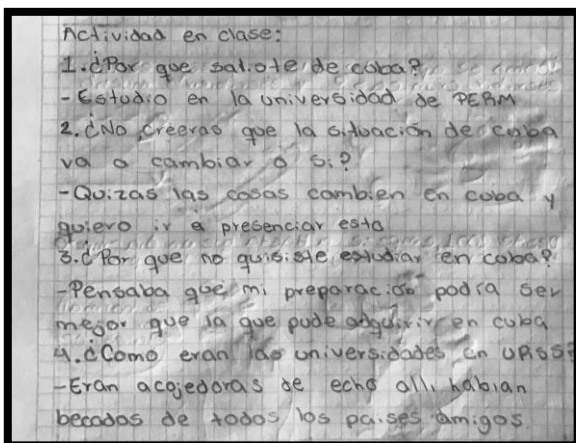 Actividad en clase:
1. ¿Por que saliste de cuba?
- Estudio en la universidad de PERM
2. ¿No creeras que la situación de cuba
va a cambiar o si?
- Quizas las cosas cambien en cuba y
quiero ir a presenciar esto
3. ¿Por que no quisiste estudiar en cuba?
- Pensaba que mi preparación podía ser
mejor que la que pude adquirir en cuba
4. ¿Como eran las universidades en URSS?
- Eran acojedoras de echo alli habian
becados de todos los paises amigos.